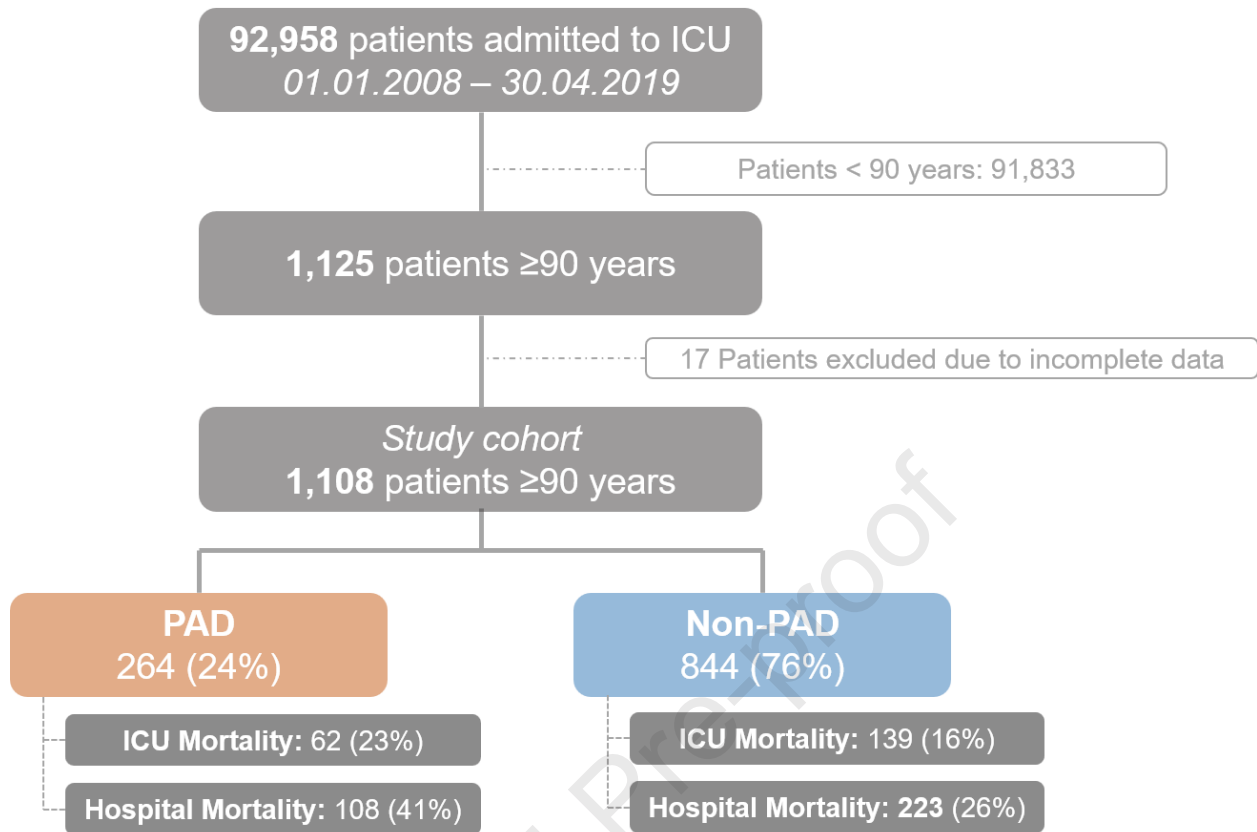 92,958 patients admitted to ICU
01.01.2008 – 30.04.2019
Patients < 90 years: 91,833
1,125 patients ≥90 years
17 Patients excluded due to incomplete data
Study cohort
1,108 patients ≥90 years
PAD
264 (24%)
Non-PAD
844 (76%)
ICU Mortality: 62 (23%)
ICU Mortality: 139 (16%)
Hospital Mortality: 108 (41%)
Hospital Mortality: 223 (26%)
Pre-proof